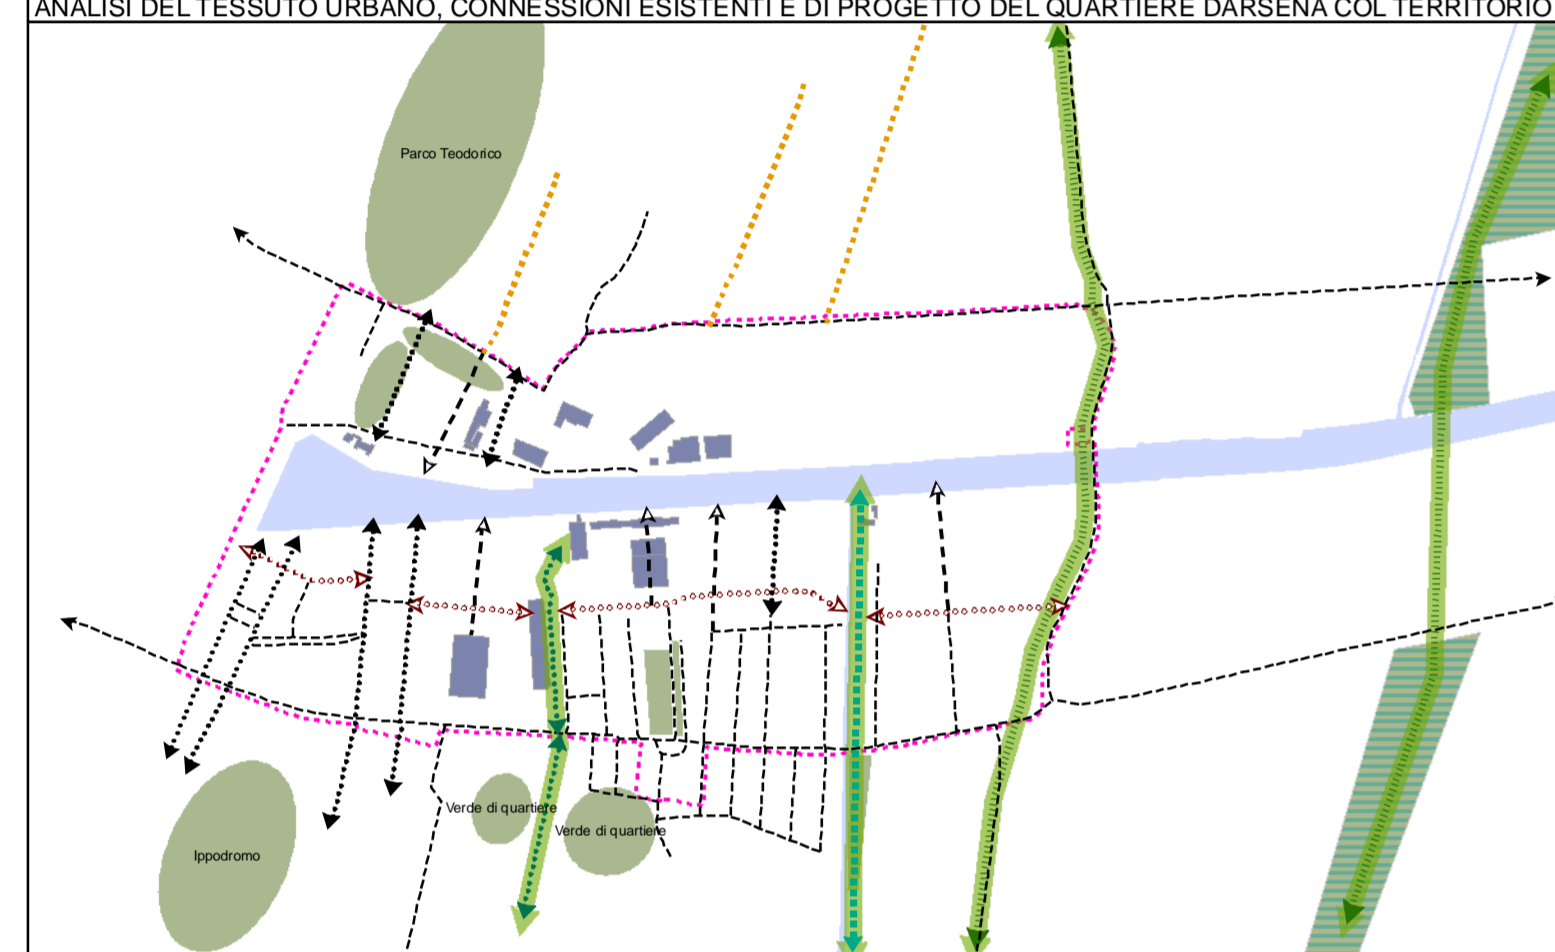 ANALISI DEL TESSUTO URBANO, CONNESSIONI ESISTENTI E DI PROGETTO DEL QUARTIERE DARSENA COL TERRITORIO
Parco Teodorico
Verde di quartiere
Verde di quartiere
Ippodromo